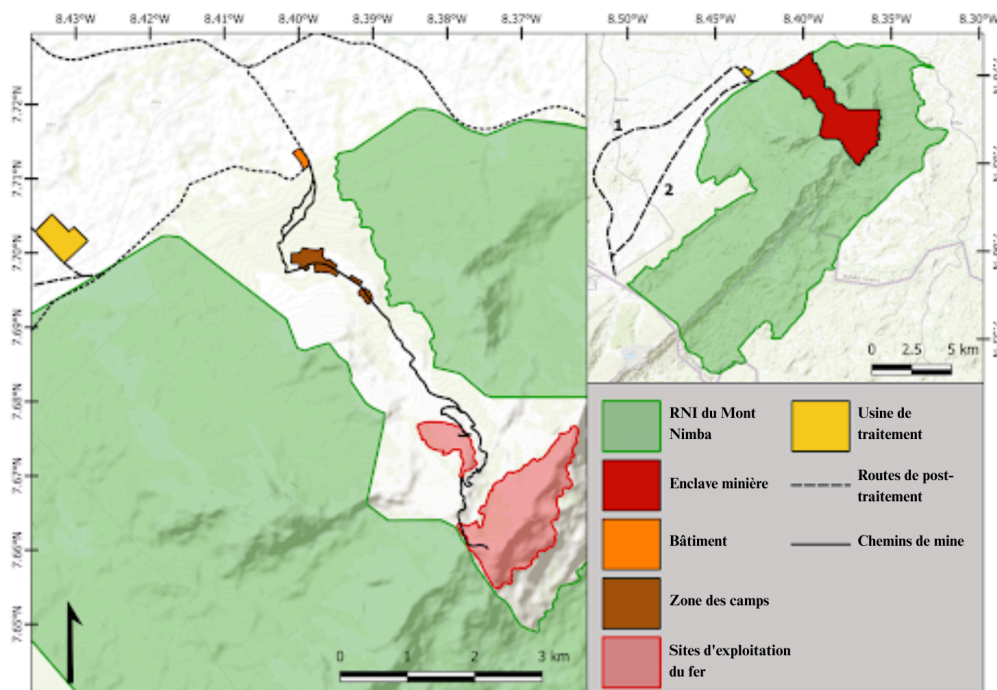 8.43°W 8.42°W 8.41°W 8.40°W 8.39°W 8.38°W 8.37°W
7.72°N
7.71°N
7.70°N
7.69°N
7.68°N
7.67°N
7.66°N
7.65°N
0 1 2 3 km
8.50°W 8.45°W 8.40°W 8.35°W 8.30°W
1
2
0 2.5 5 km
RNI du Mont
Nimba
Enclave minière
Bâtiment
Zone des camps
Sites d'exploitation
du fer
Usine de
traitement
Routes de post-
traitement
Chemins de mine